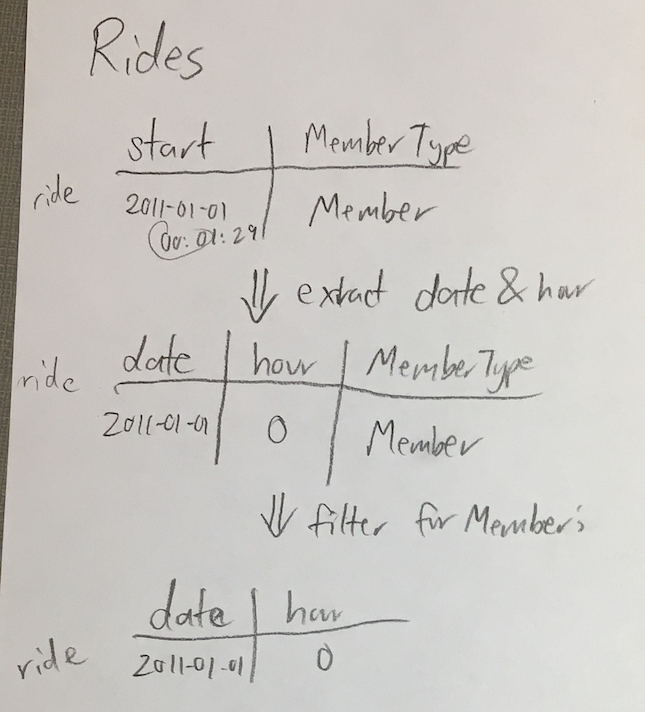 Rides
start | MemberType
ride 2011-01-01 00:01:29 | Member
⇓ extract date & hour
date | hour | MemberType
ride 2011-01-01 | 0 | Member
⇓ filter for Member's
date | hour
ride 2011-01-01 | 0